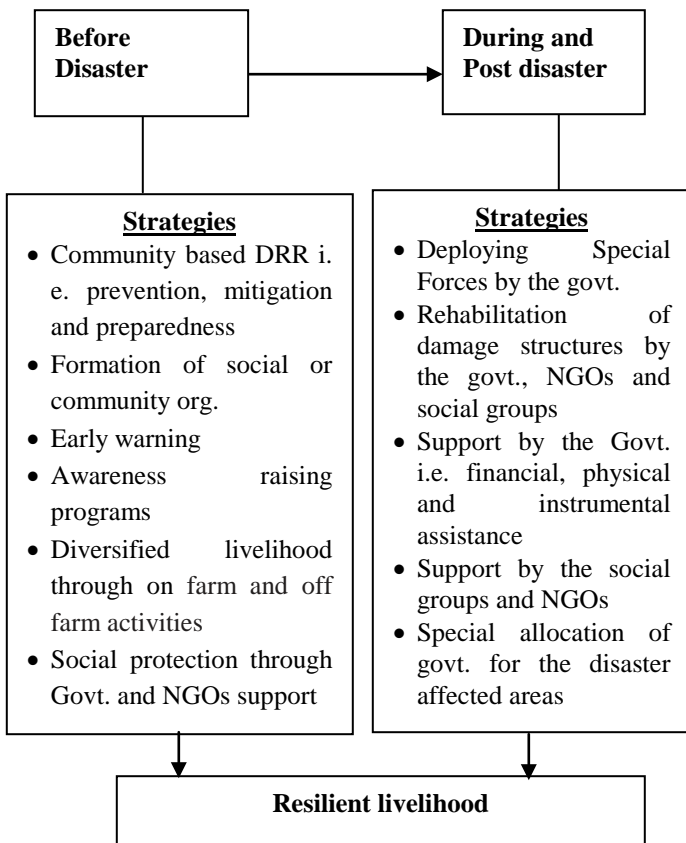 Before
Disaster
During and
Post disaster
Strategies
• Community based DRR i.
e. prevention, mitigation
and preparedness
• Formation of social or
community org.
• Early warning
• Awareness raising
programs
• Diversified livelihood
through on farm and off
farm activities
• Social protection through
Govt. and NGOs support
Strategies
• Deploying Special
Forces by the govt.
• Rehabilitation of
damage structures by
the govt., NGOs and
social groups
• Support by the Govt.
i.e. financial, physical
and instrumental
assistance
• Support by the social
groups and NGOs
• Special allocation of
govt. for the disaster
affected areas
Resilient livelihood